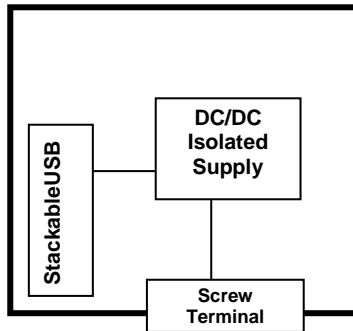 DC/DC
Isolated
Supply
StackableUSB
Screw
Terminal